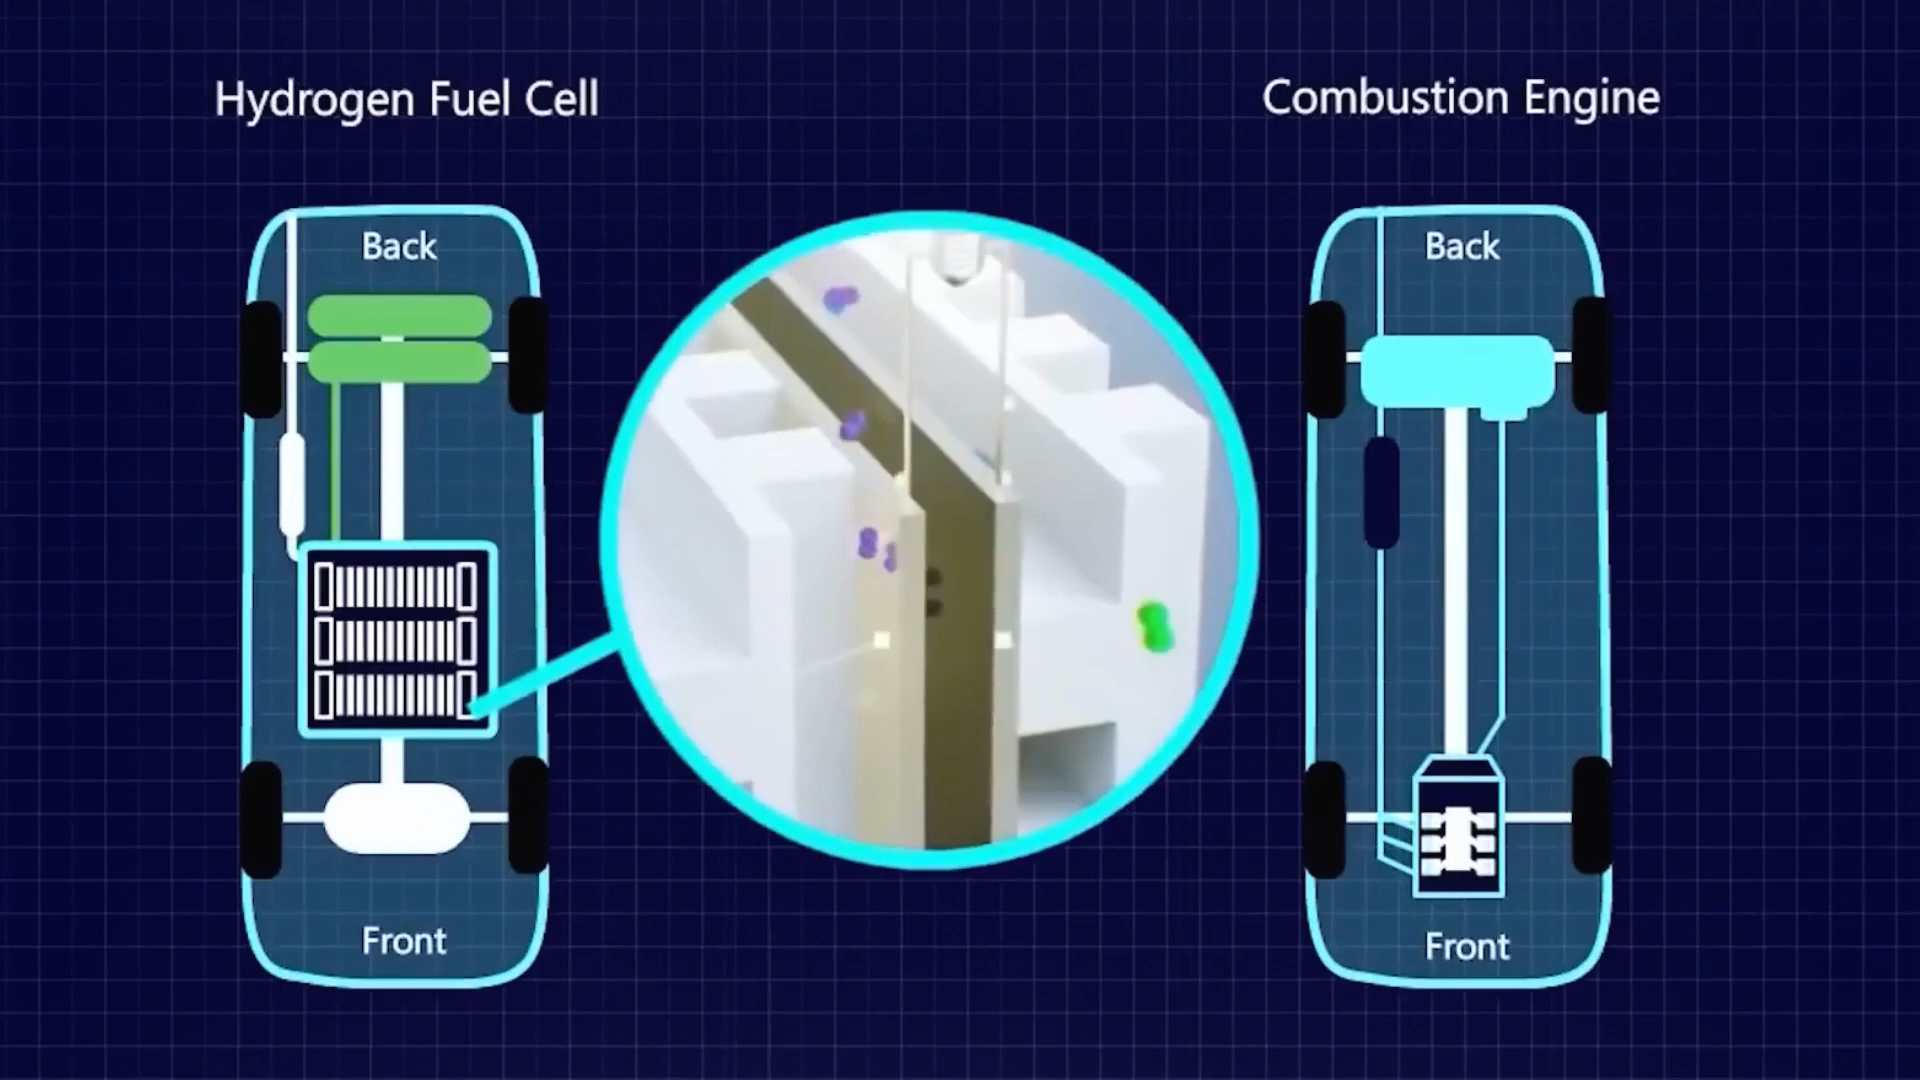 Hydrogen Fuel Cell
Combustion Engine
Back
Back
Front
Front